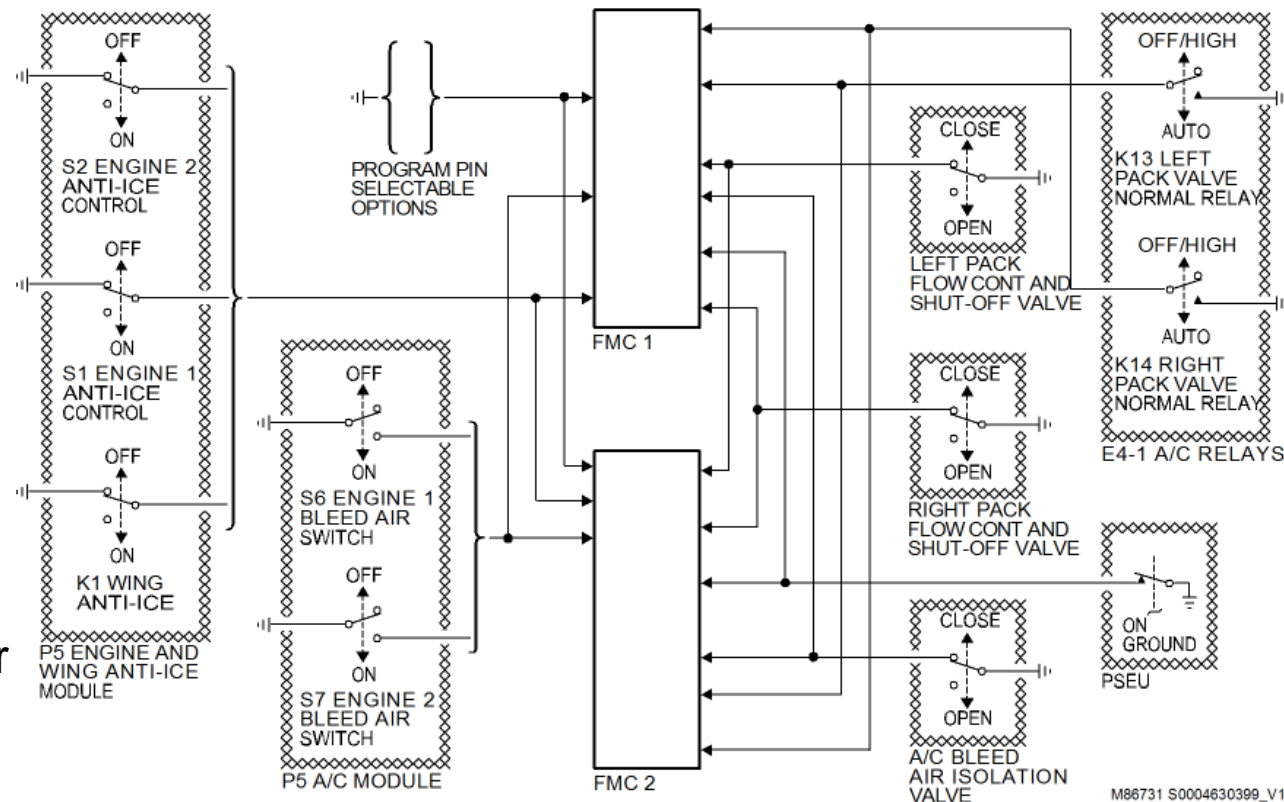 OFF
ON
S2 ENGINE 2
ANTI-ICE
CONTROL
OFF
ON
S1 ENGINE 1
ANTI-ICE
CONTROL
OFF
ON
K1 WING
ANTI-ICE
P5 ENGINE AND
WING ANTI-ICE
MODULE
r
PROGRAM PIN
SELECTABLE
OPTIONS
OFF
ON
S6 ENGINE 1
BLEED AIR
SWITCH
OFF
ON
S7 ENGINE 2
BLEED AIR
SWITCH
P5 A/C MODULE
FMC 1
FMC 2
CLOSE
OPEN
LEFT PACK
FLOW CONT AND
SHUT-OFF VALVE
CLOSE
OPEN
RIGHT PACK
FLOW CONT AND
SHUT-OFF VALVE
CLOSE
OPEN
A/C BLEED
AIR ISOLATION
VALVE
OFF/HIGH
AUTO
K13 LEFT
PACK VALVE
NORMAL RELAY
OFF/HIGH
AUTO
K14 RIGHT
PACK VALVE
NORMAL RELAY
E4-1 A/C RELAYS
ON
GROUND
PSEU
M86731 S0004630399_V1